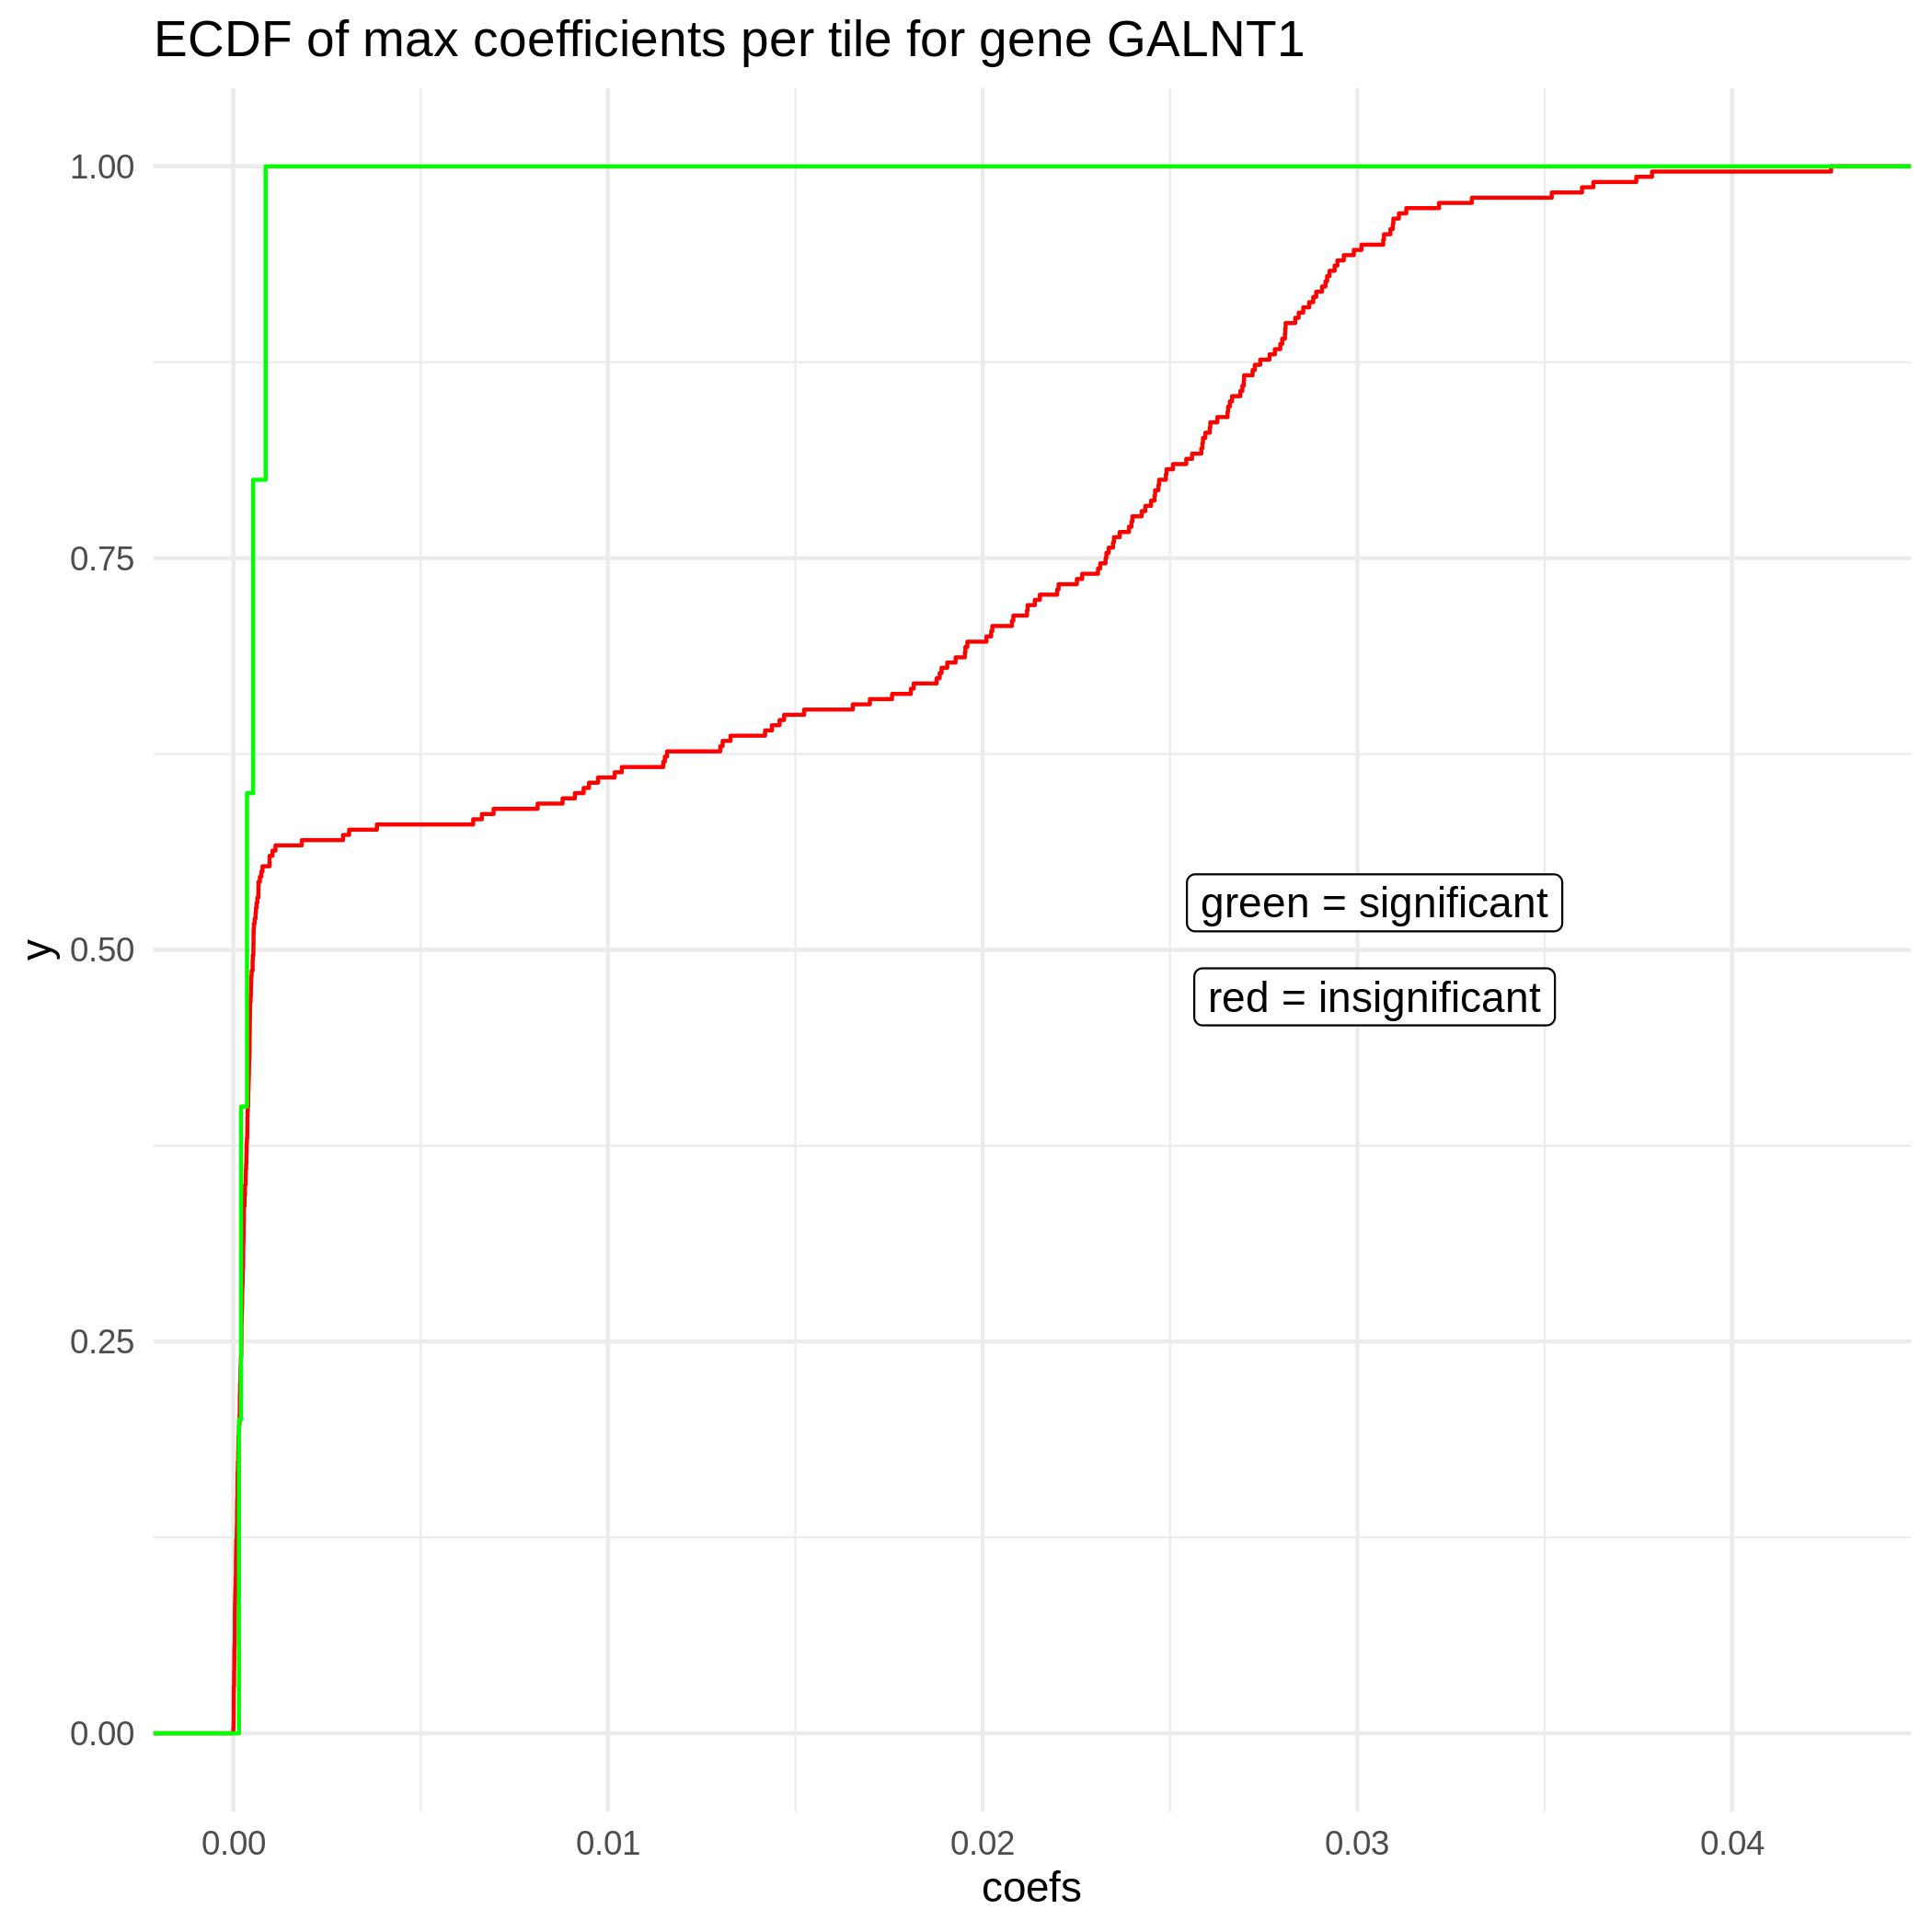 ECDF of max coefficients per tile for gene GALNT1
1.00
0.75
0.50
0.25
0.00
y
green = significant
red = insignificant
0.00 0.01 0.02 0.03 0.04
coefs